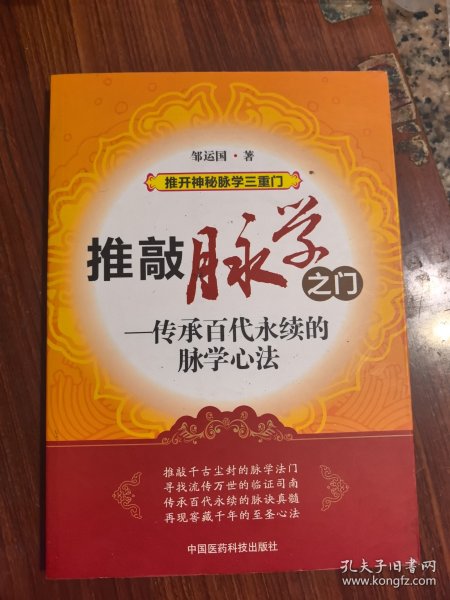 邹运国·著
推开神秘脉学三重门
推敲脉学之门
—传承百代永续的
脉学心法
推敲千古尘封的脉学法门
寻找流传万世的临证司南
传承百代永续的脉诀真髓
再现窖藏千年的至圣心法
中国医药科技出版社
孔夫子旧书网
www.kongfz.com